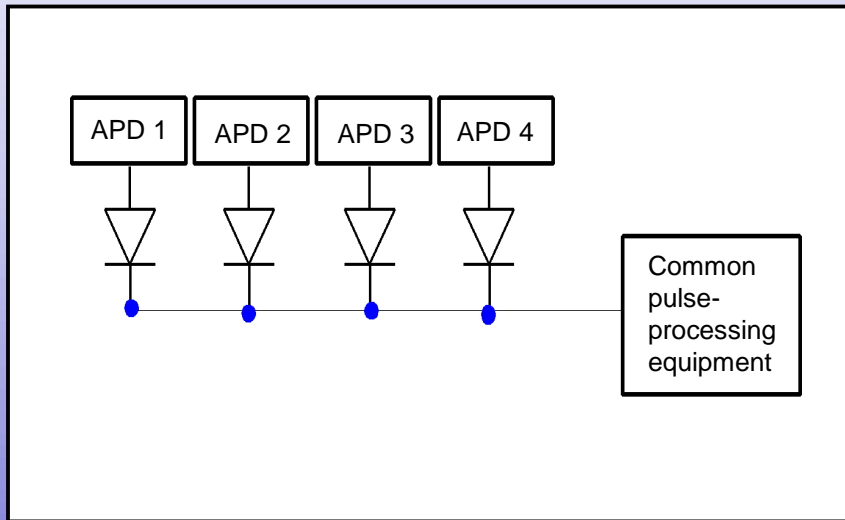 APD 1
APD 2
APD 3
APD 4
Common
pulse-
processing
equipment